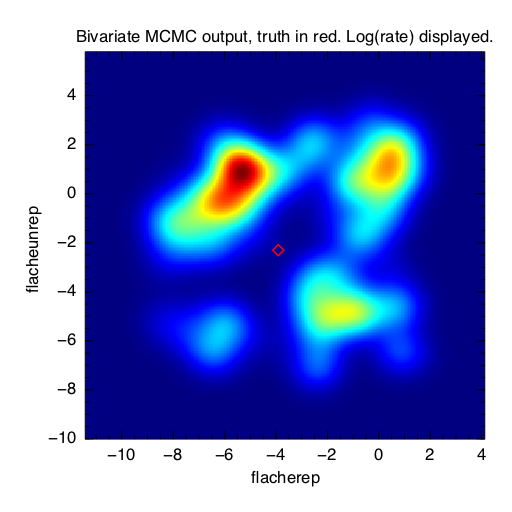 Bivariate MCMC output, truth in red. Log(rate) displayed.
4
2
0
−2
−4
−6
−8
−10
flacheunrep
−10 −8 −6 −4 −2 0 2 4
flacherep